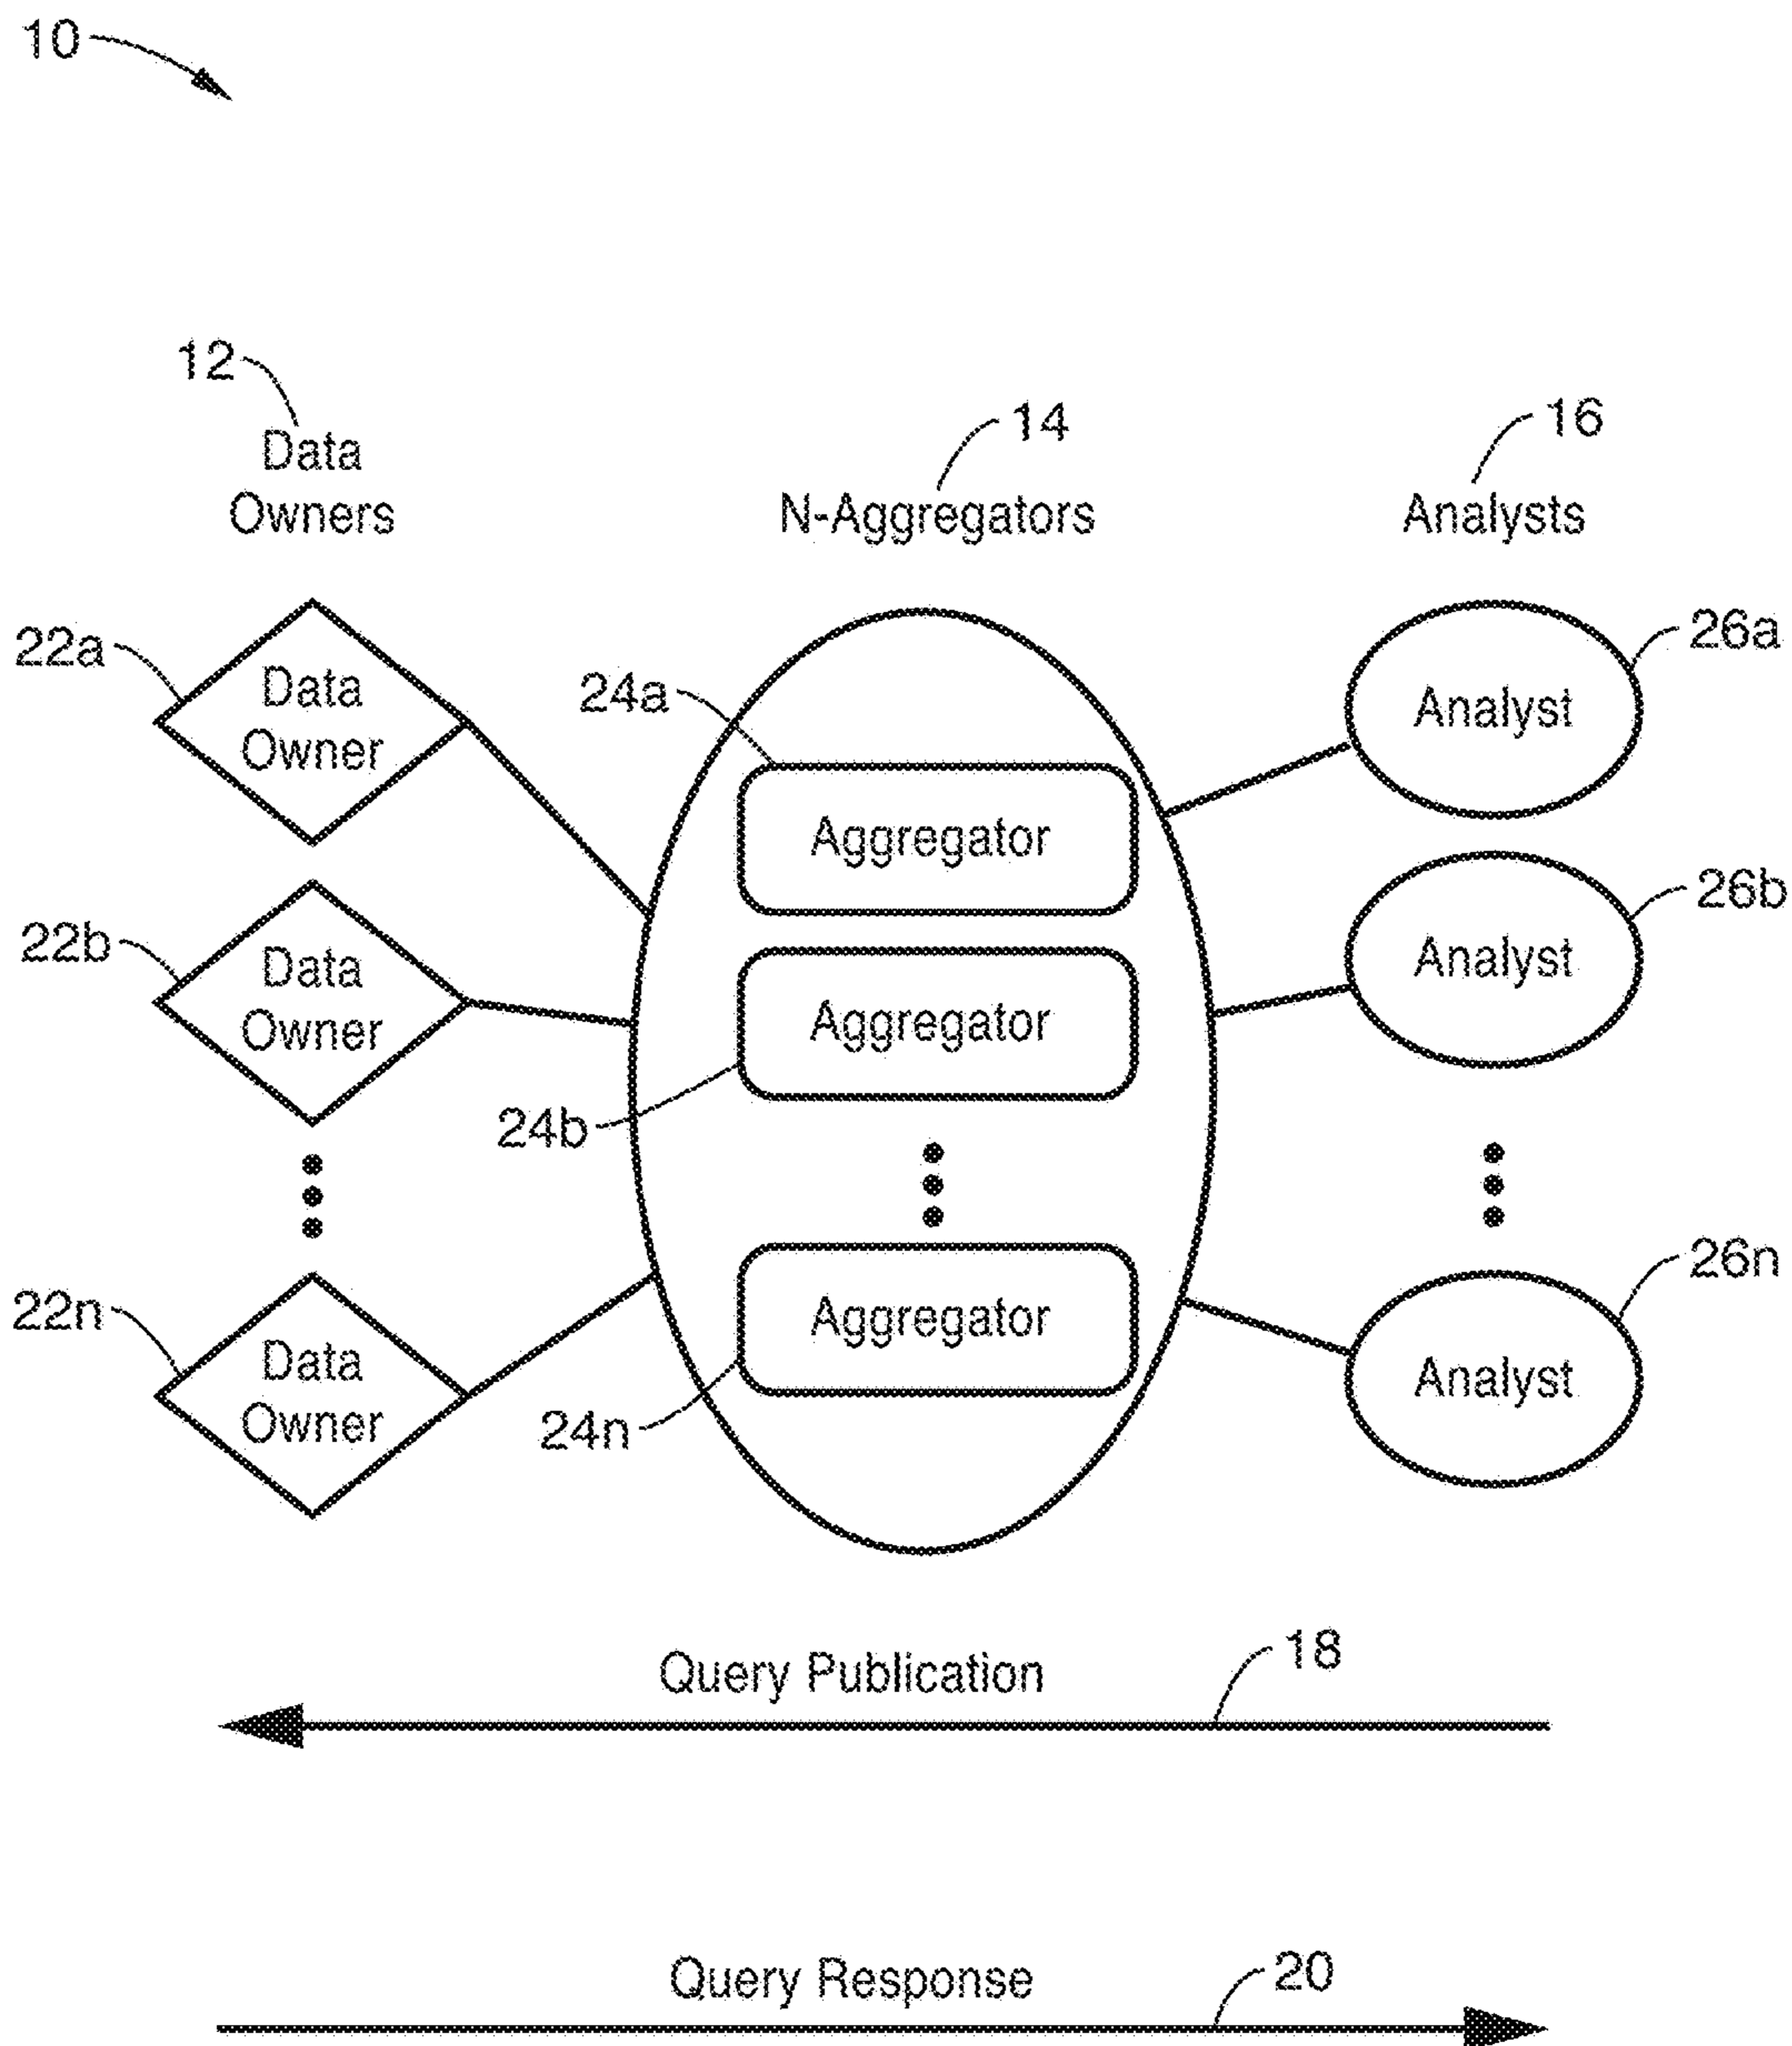 10
12
Data
Owners
14
N-Aggregators
16
Analysts
22a
Data
Owner
24a
Aggregator
26a
Analyst
22b
Data
Owner
24b
Aggregator
26b
Analyst
22n
Data
Owner
24n
Aggregator
26n
Analyst
Query Publication
18
Query Response
20